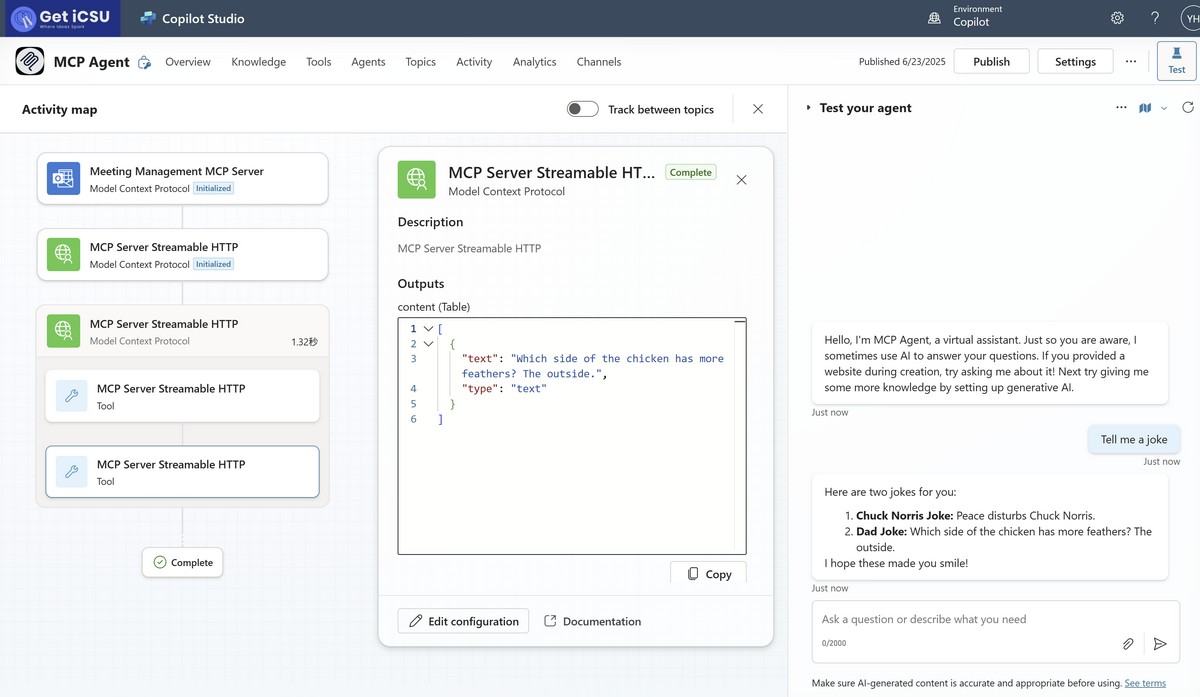 Get iCSU
Where Ideas Spark
Copilot Studio
Environment
Copilot
?
YH
MCP Agent
Overview
Knowledge
Tools
Agents
Topics
Activity
Analytics
Channels
Published 6/23/2025
Publish
Settings
...
Test
Activity map
Track between topics
Meeting Management MCP Server
Model Context Protocol Initialized
MCP Server Streamable HTTP
Model Context Protocol Initialized
MCP Server Streamable HTTP
Model Context Protocol
1.32秒
MCP Server Streamable HTTP
Tool
MCP Server Streamable HTTP
Tool
Complete
MCP Server Streamable HT... Complete
Model Context Protocol
Description
MCP Server Streamable HTTP
Outputs
content (Table)
1 [
2 {
3 "text": "Which side of the chicken has more
feathers? The outside.",
4 "type": "text"
5 }
6 ]
Copy
Edit configuration
Documentation
Test your agent
...
Hello, I'm MCP Agent, a virtual assistant. Just so you are aware, I
sometimes use AI to answer your questions. If you provided a
website during creation, try asking me about it! Next try giving me
some more knowledge by setting up generative AI.
Just now
Tell me a joke
Just now
Here are two jokes for you:
1. Chuck Norris Joke: Peace disturbs Chuck Norris.
2. Dad Joke: Which side of the chicken has more feathers? The
outside.
I hope these made you smile!
Just now
Ask a question or describe what you need
0/2000
Make sure AI-generated content is accurate and appropriate before using. See terms